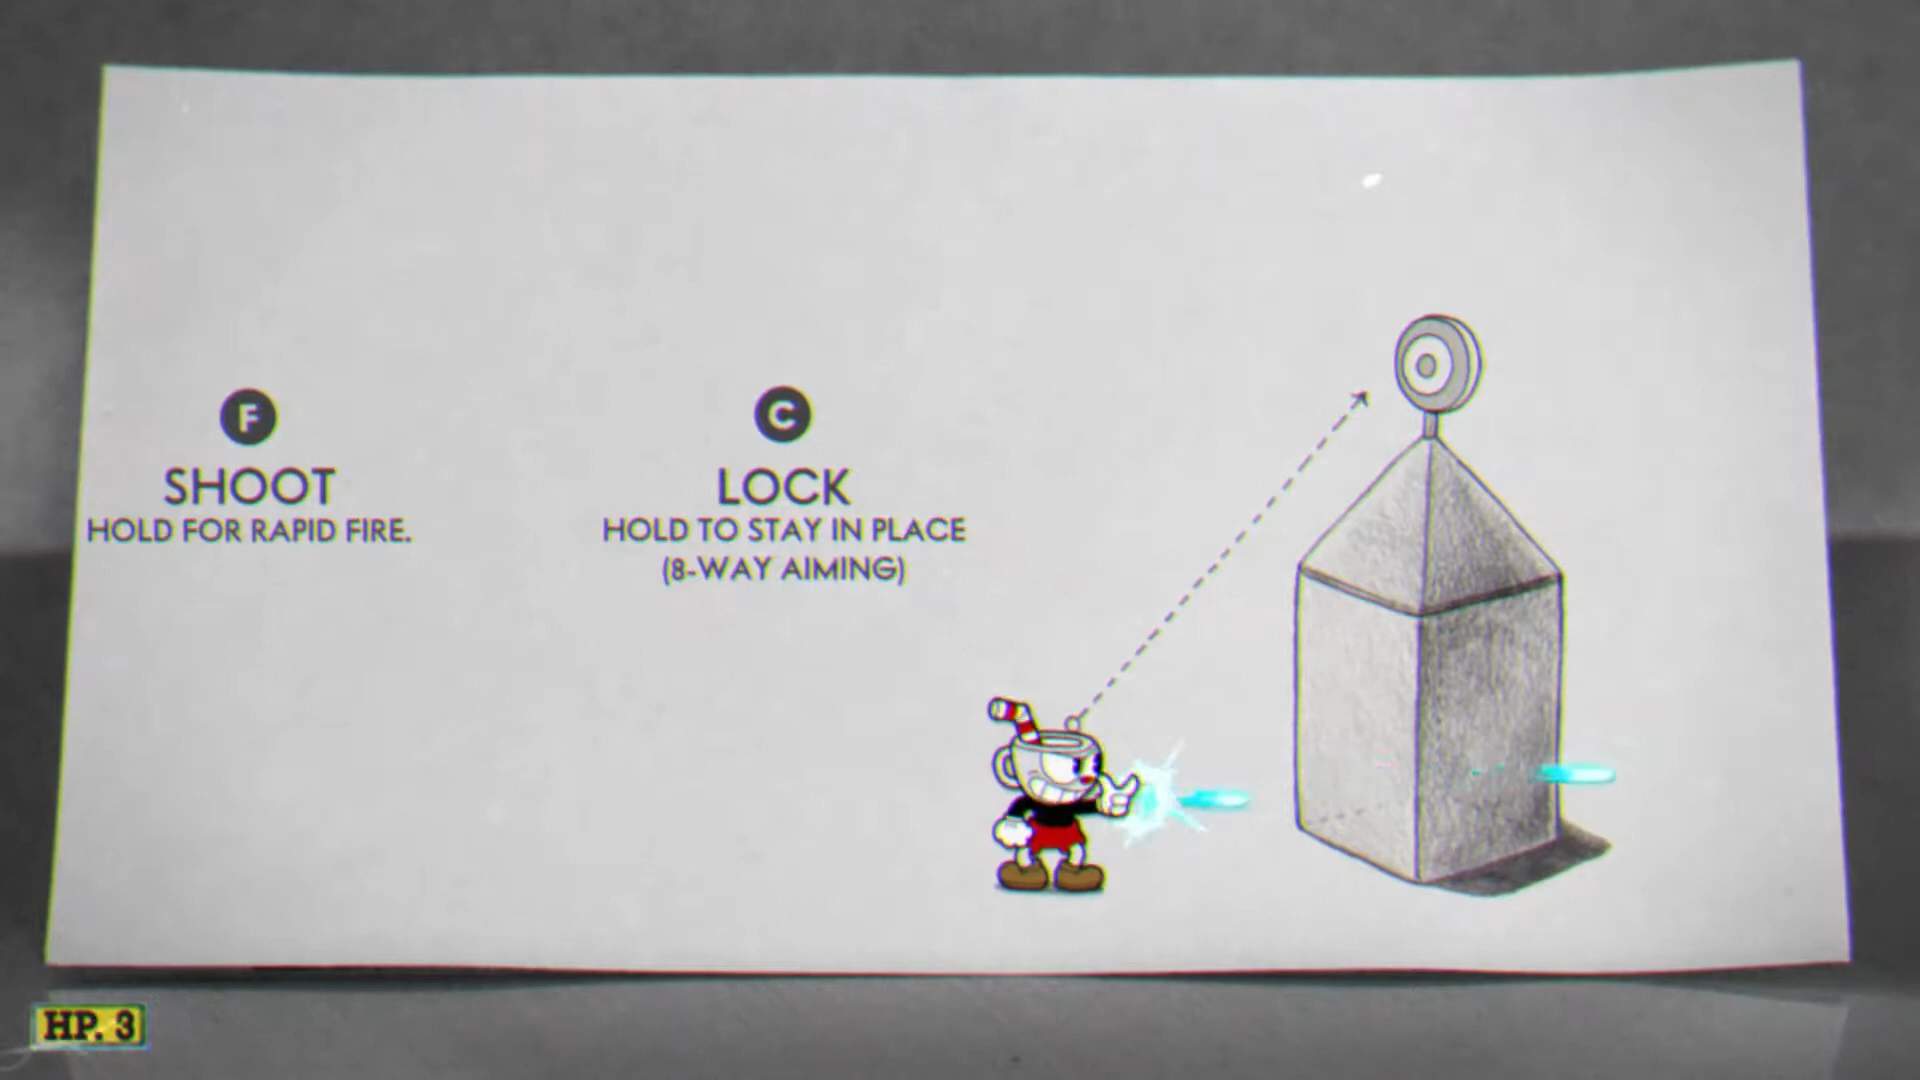 F
SHOOT
HOLD FOR RAPID FIRE.
C
LOCK
HOLD TO STAY IN PLACE
(8-WAY AIMING)
HP. 3